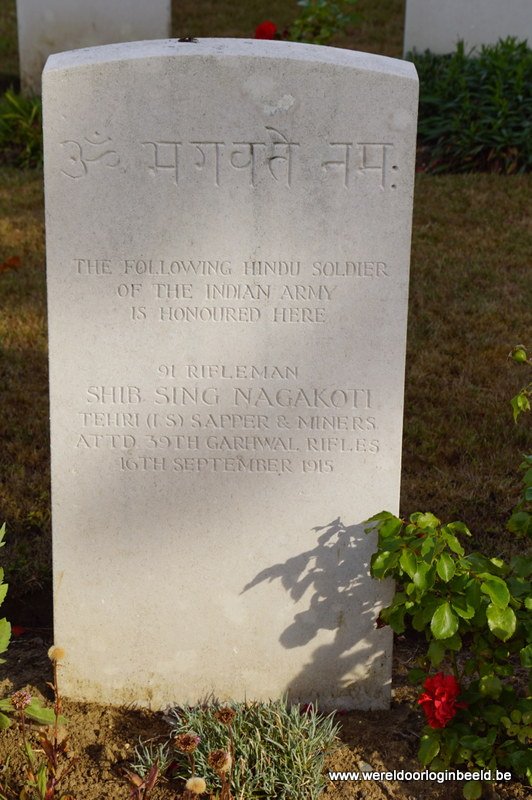 ॐ भगवते नमः
THE FOLLOWING HINDU SOLDIER
OF THE INDIAN ARMY
IS HONOURED HERE
91 RIFLEMAN
SHIB SING NAGAKOTI
TEHRI (I.S) SAPPER & MINERS
ATTD. 39TH GARHWAL RIFLES
16TH SEPTEMBER 1915
www.wereldoorloginbeeld.be